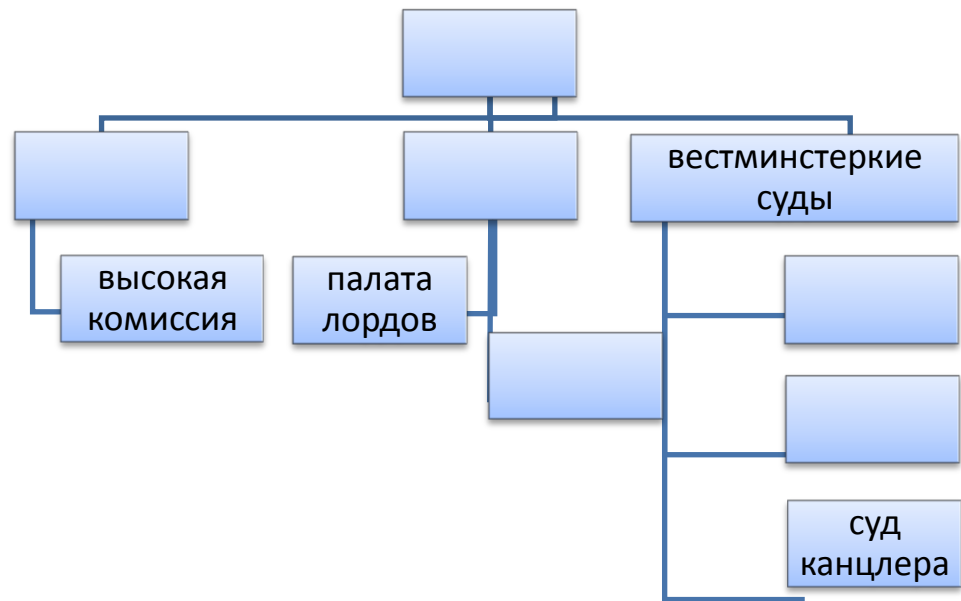 вестминстеркие
суды
высокая
комиссия
палата
лордов
суд
канцлера